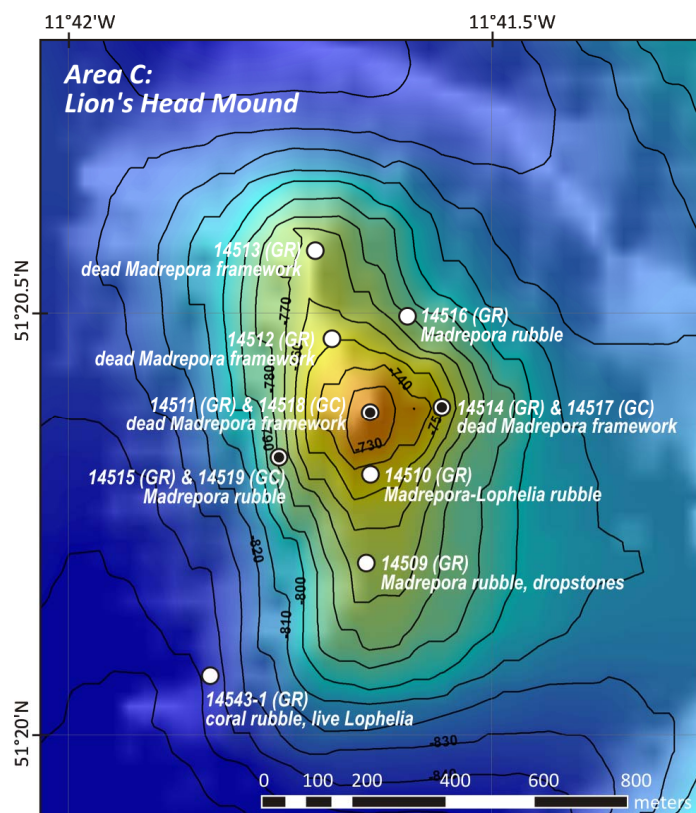 11°42'W
11°41.5'W
Area C:
Lion's Head Mound
14513 (GR)
dead Madrepora framework
51°20.5'N
-770
14516 (GR)
Madrepora rubble
14512 (GR)
dead Madrepora framework
-740
-780
14511 (GR) & 14518 (GC)
dead Madrepora framework
14514 (GR) & 14517 (GC)
dead Madrepora framework
-730
14515 (GR) & 14519 (GC)
Madrepora rubble
14510 (GR)
Madrepora-Lophelia rubble
-820
14509 (GR)
Madrepora rubble, dropstones
-800
-810
14543-1 (GR)
coral rubble, live Lophelia
51°20'N
-830
-840
0 100 200 400 600 800
meters